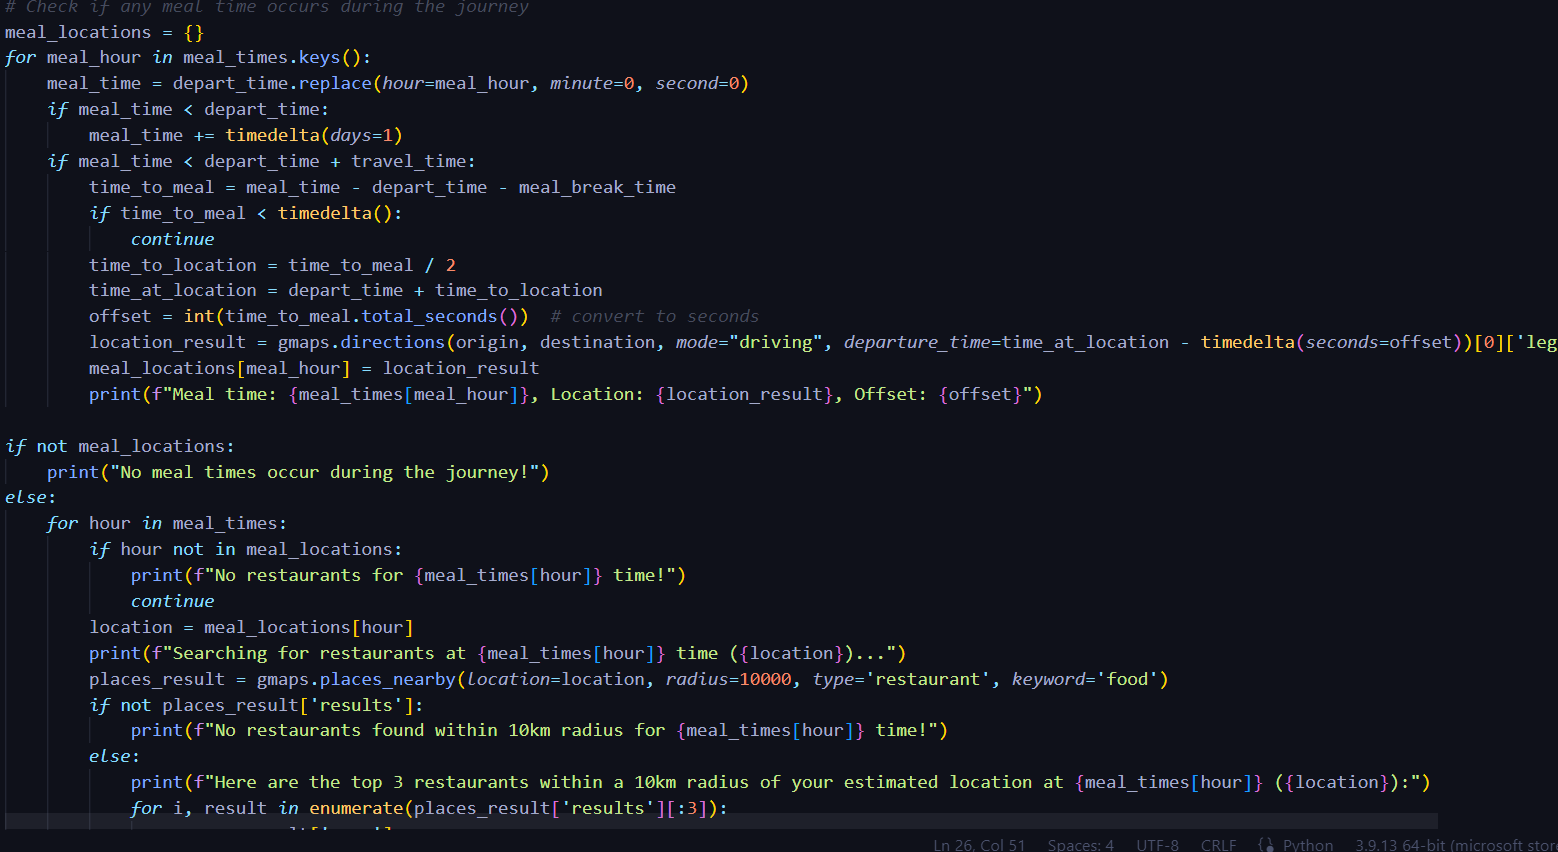 # Check if any meal time occurs during the journey
meal_locations = {}
for meal_hour in meal_times.keys():
    meal_time = depart_time.replace(hour=meal_hour, minute=0, second=0)
    if meal_time < depart_time:
        meal_time += timedelta(days=1)
    if meal_time < depart_time + travel_time:
        time_to_meal = meal_time - depart_time - meal_break_time
        if time_to_meal < timedelta():
            continue
        time_to_location = time_to_meal / 2
        time_at_location = depart_time + time_to_location
        offset = int(time_to_meal.total_seconds())  # convert to seconds
        location_result = gmaps.directions(origin, destination, mode="driving", departure_time=time_at_location - timedelta(seconds=offset))[0]['leg
        meal_locations[meal_hour] = location_result
        print(f"Meal time: {meal_times[meal_hour]}, Location: {location_result}, Offset: {offset}")
if not meal_locations:
    print("No meal times occur during the journey!")
else:
    for hour in meal_times:
        if hour not in meal_locations:
            print(f"No restaurants for {meal_times[hour]} time!")
            continue
        location = meal_locations[hour]
        print(f"Searching for restaurants at {meal_times[hour]} time ({location})...")
        places_result = gmaps.places_nearby(location=location, radius=10000, type='restaurant', keyword='food')
        if not places_result['results']:
            print(f"No restaurants found within 10km radius for {meal_times[hour]} time!")
        else:
            print(f"Here are the top 3 restaurants within a 10km radius of your estimated location at {meal_times[hour]} ({location}):")
            for i, result in enumerate(places_result['results'][:3]):
Ln 26, Col 51 Spaces: 4 UTF-8 CRLF Python 3.9.13 64-bit (microsoft store